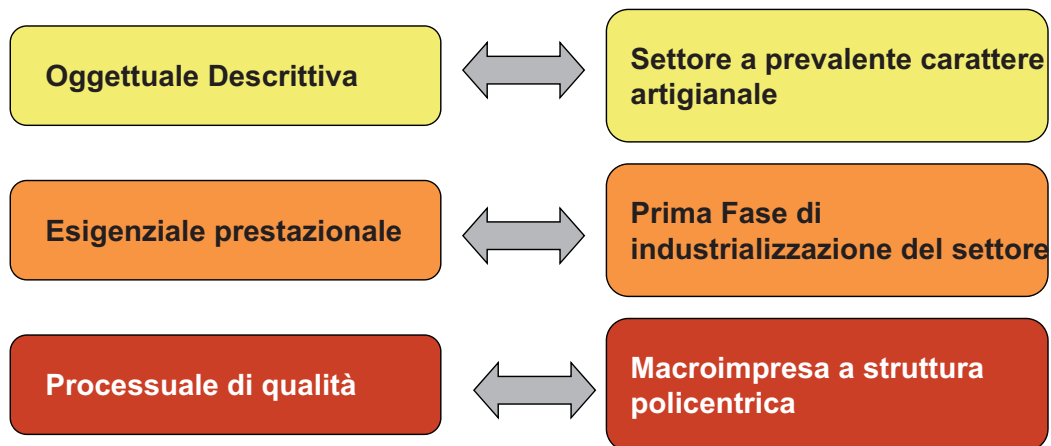 Oggettuale Descrittiva
Settore a prevalente carattere
artigianale
Esigenziale prestazionale
Prima Fase di
industrializzazione del settore
Processuale di qualità
Macroimpresa a struttura
policentrica